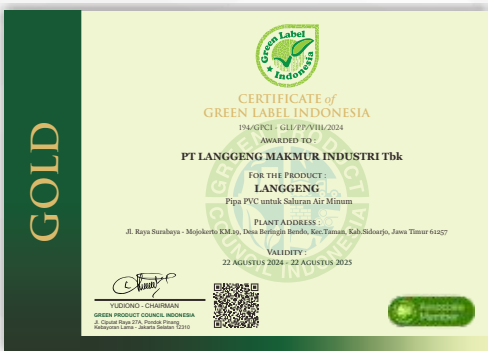 Green Label
Indonesia
CERTIFICATE of
GREEN LABEL INDONESIA
194/GPCI - GLI/PP/VIII/2024
AWARDED TO :
PT LANGGENG MAKMUR INDUSTRI Tbk
FOR THE PRODUCT :
LANGGENG
Pipa PVC untuk Saluran Air Minum
PLANT ADDRESS :
Jl. Raya Surabaya - Mojokerto KM.19, Desa Beringin Bendo, Kec.Taman, Kab.Sidoarjo, Jawa Timur 61257
VALIDITY :
22 AGUSTUS 2024 - 22 AGUSTUS 2025
GOLD
GREEN PRODUCT
COUNCIL INDONESIA
YUDIONO - CHAIRMAN
GREEN PRODUCT COUNCIL INDONESIA
Jl. Ciputat Raya 27A, Pondok Pinang
Kebayoran Lama - Jakarta Selatan 12310
Associate
Member